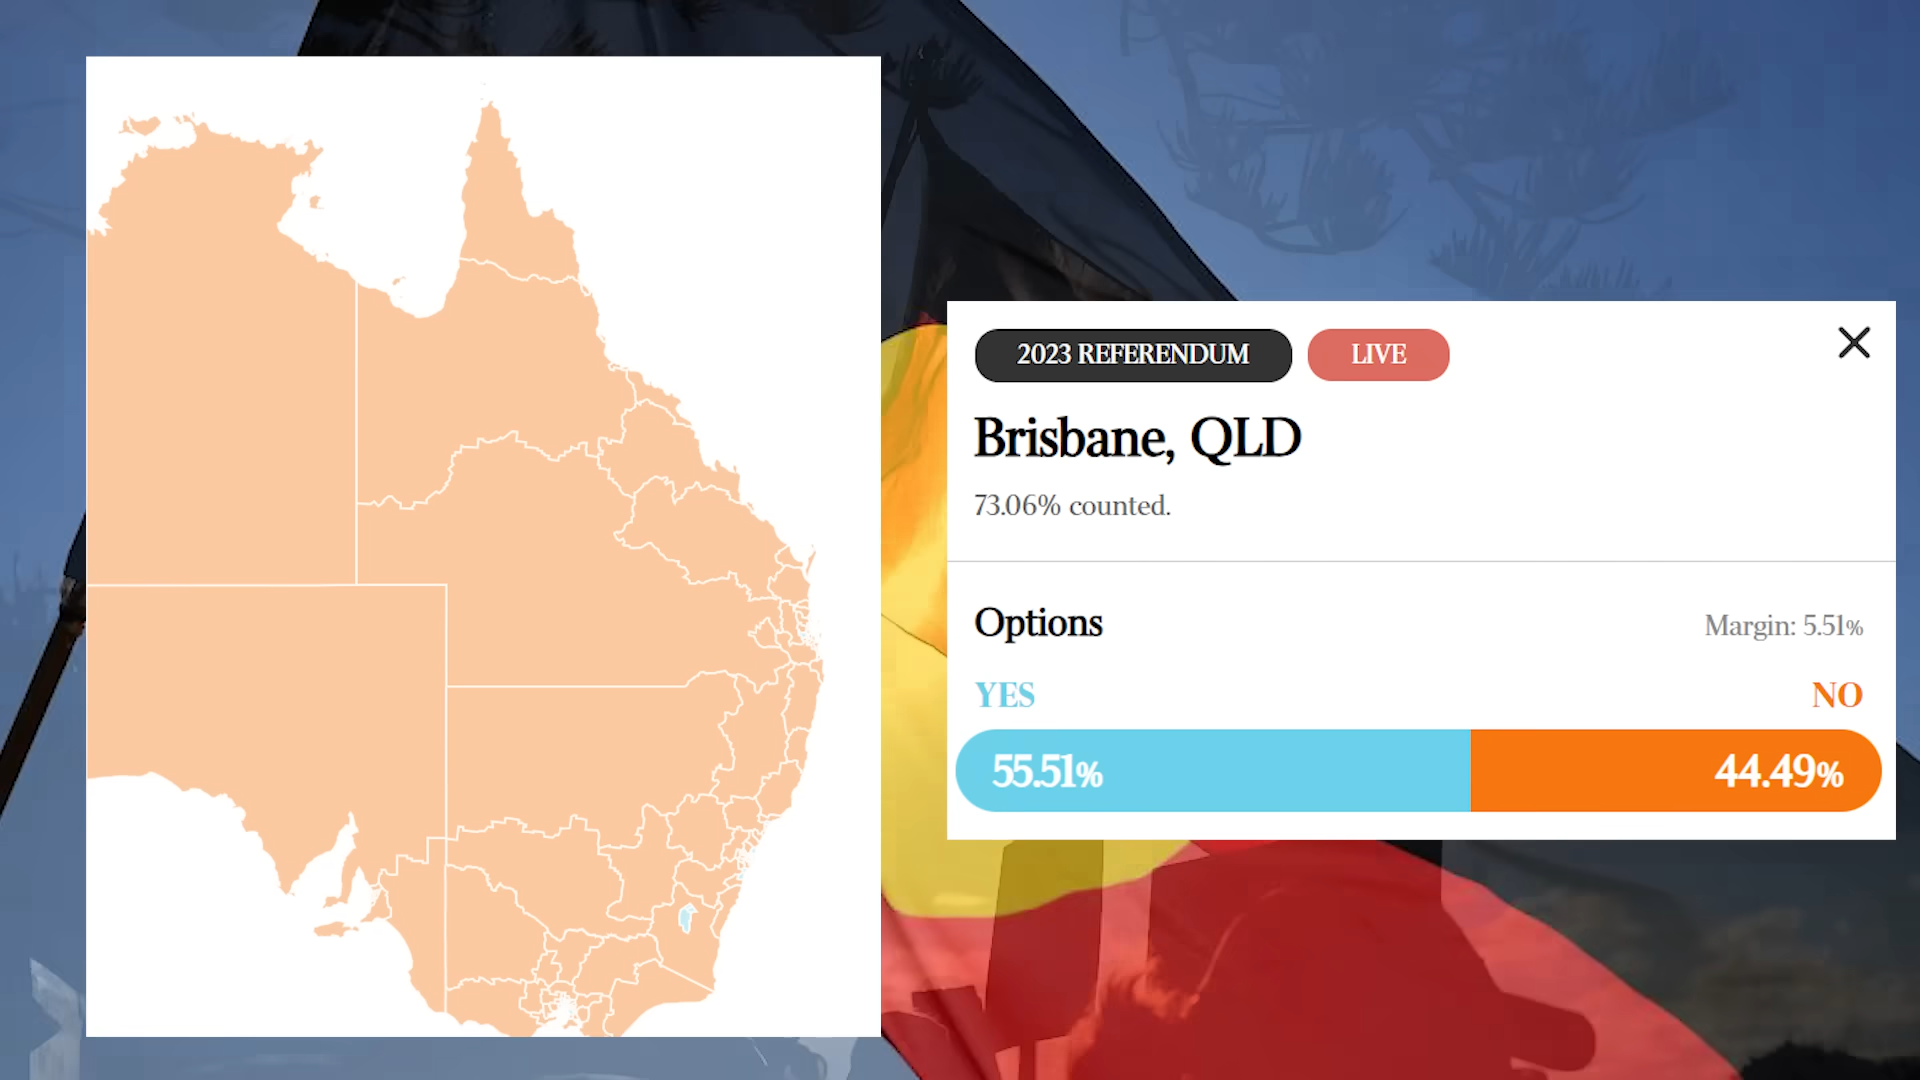 2023 REFERENDUM LIVE
Brisbane, QLD
73.06% counted.
Options Margin: 5.51%
YES NO
55.51% 44.49%